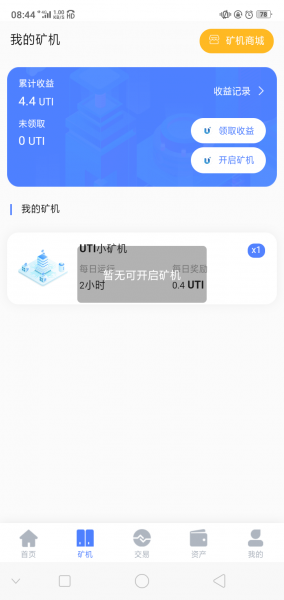 08:44
1.00 KB/S
HD
78
我的矿机
矿机商城
累计收益
4.4 UTI
收益记录
未领取
0 UTI
领取收益
开启矿机
我的矿机
UTI小矿机
x1
每日运行
每日奖励
暂无可开启矿机
2小时
0.4 UTI
首页
矿机
交易
资产
我的